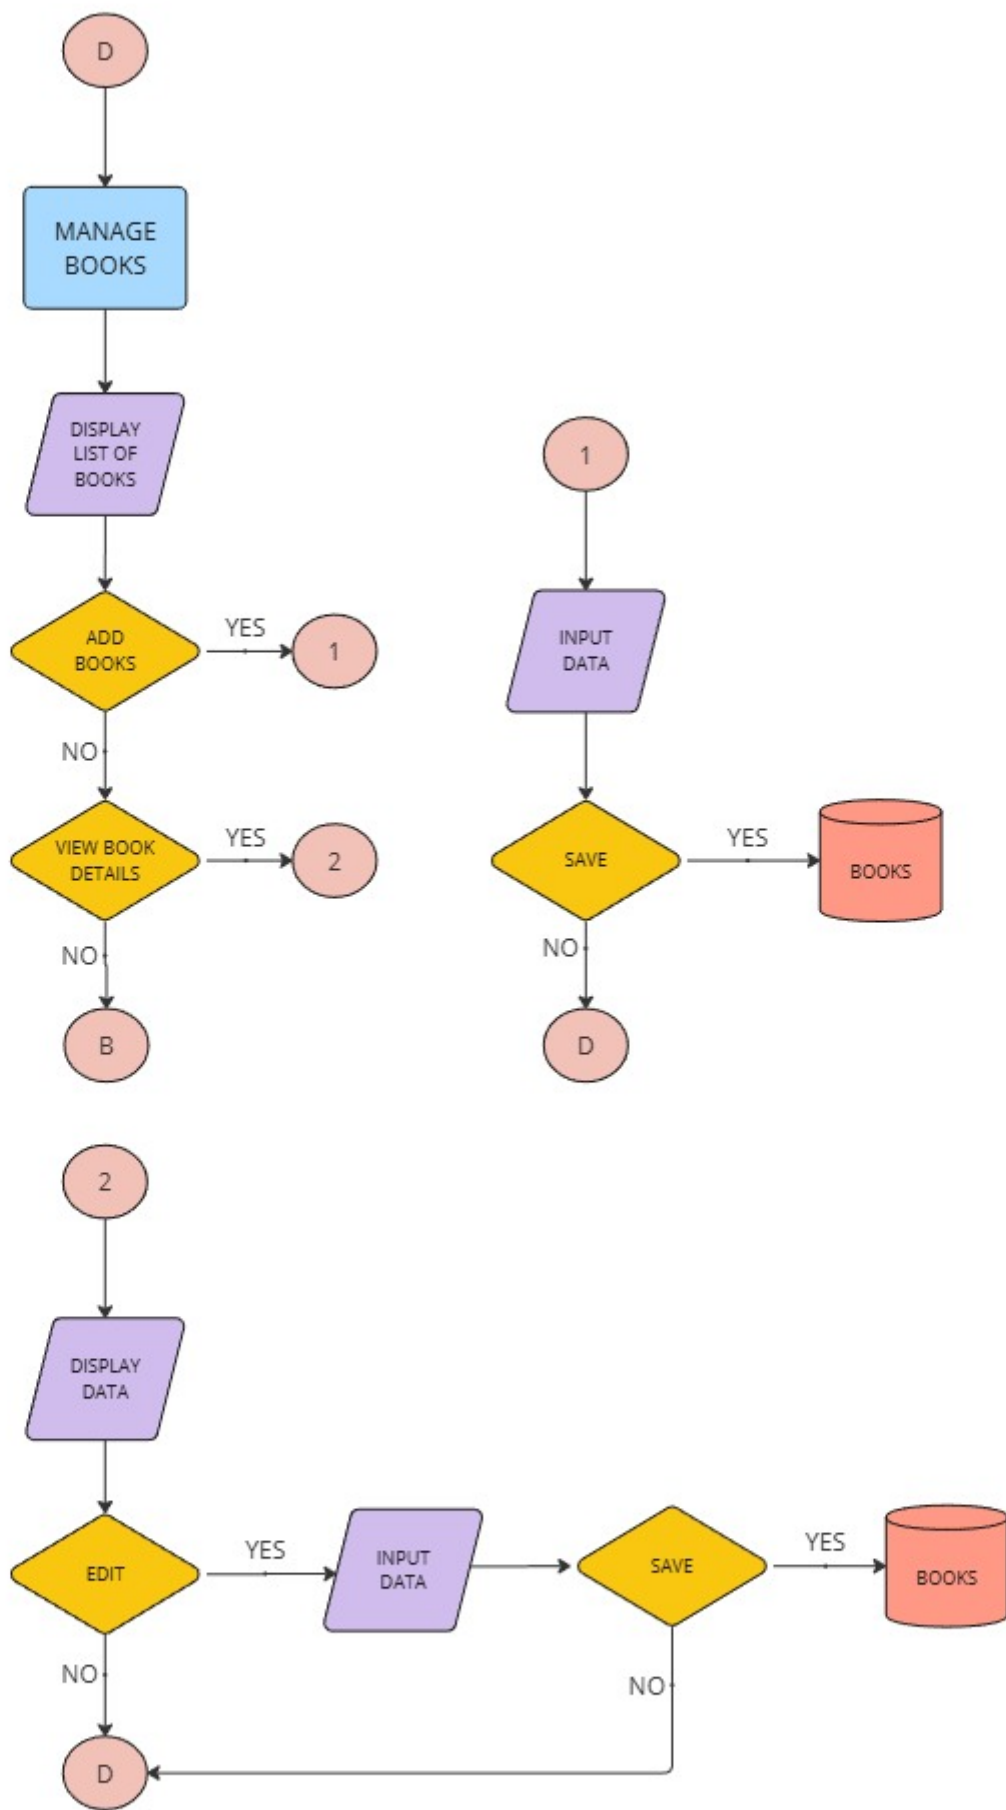 D
MANAGE
BOOKS
DISPLAY
LIST OF
BOOKS
ADD
BOOKS
YES
1
NO
VIEW BOOK
DETAILS
YES
2
NO
B
1
INPUT
DATA
SAVE
YES
BOOKS
NO
D
2
DISPLAY
DATA
EDIT
YES
INPUT
DATA
SAVE
YES
BOOKS
NO
NO
D